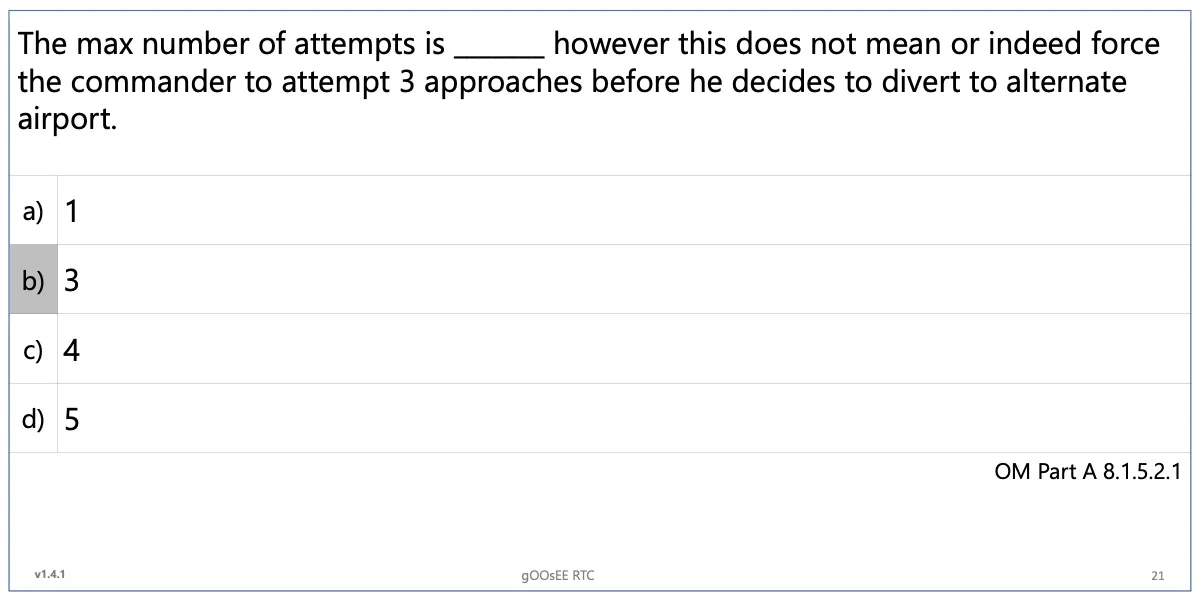 The max number of attempts is _______ however this does not mean or indeed force
the commander to attempt 3 approaches before he decides to divert to alternate
airport.
a) 1
b) 3
c) 4
d) 5
OM Part A 8.1.5.2.1
v1.4.1 gOOsEE RTC 21